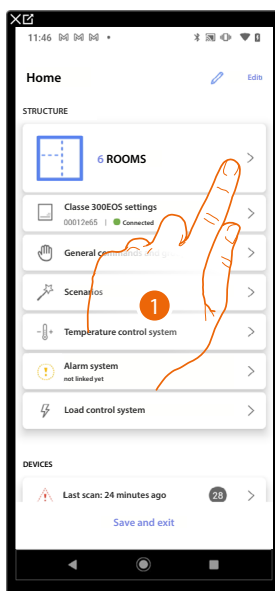 11:46
Home
Edit
STRUCTURE
6 ROOMS
Classe 300EOS settings
00012e65 | Connected
General
Scenarios
1
Temperature control system
Alarm system
not linked yet
Load control system
DEVICES
Last scan: 24 minutes ago
28
Save and exit